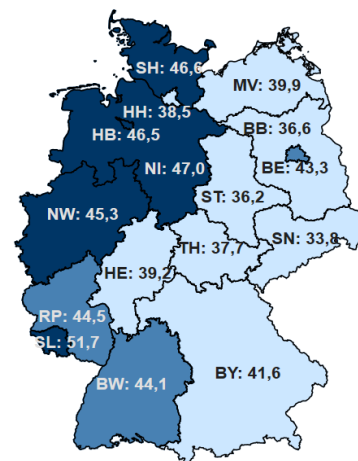 SH: 46,6
MV: 39,9
HH: 38,5
HB: 46,5
BB: 36,6
BE: 43,3
NI: 47,0
ST: 36,2
NW: 45,3
SN: 33,8
TH: 37,7
HE: 39,2
RP: 44,5
SL: 51,7
BY: 41,6
BW: 44,1